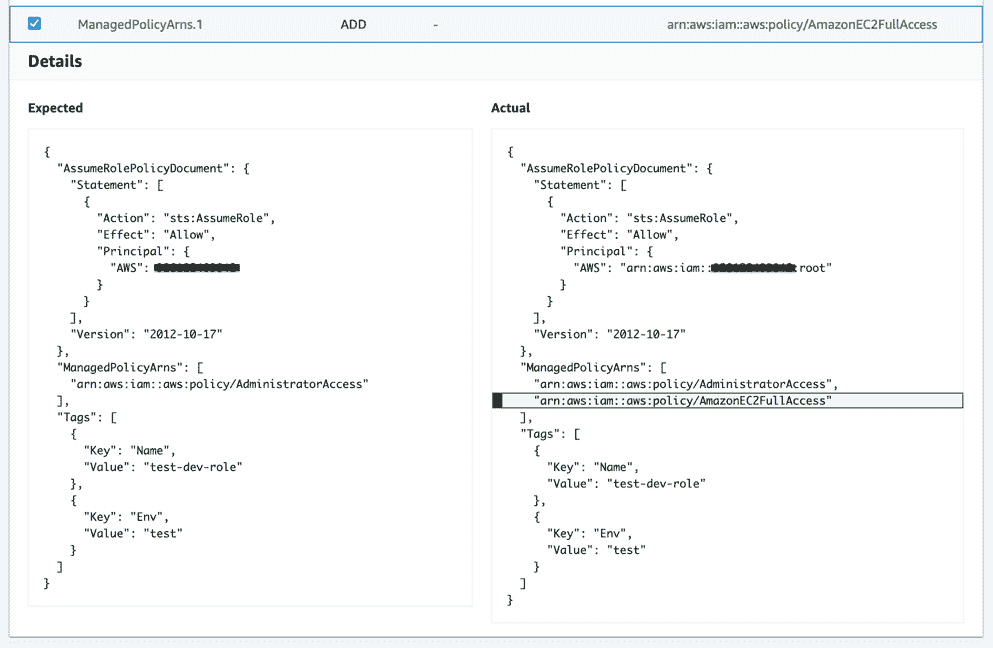 ManagedPolicyArns.1 ADD - arn:aws:iam::aws:policy/AmazonEC2FullAccess
Details
Expected
{
  "AssumeRolePolicyDocument": {
    "Statement": [
      {
        "Action": "sts:AssumeRole",
        "Effect": "Allow",
        "Principal": {
          "AWS":
        }
      }
    ],
    "Version": "2012-10-17"
  },
  "ManagedPolicyArns": [
    "arn:aws:iam::aws:policy/AdministratorAccess"
  ],
  "Tags": [
    {
      "Key": "Name",
      "Value": "test-dev-role"
    },
    {
      "Key": "Env",
      "Value": "test"
    }
  ]
}
Actual
{
  "AssumeRolePolicyDocument": {
    "Statement": [
      {
        "Action": "sts:AssumeRole",
        "Effect": "Allow",
        "Principal": {
          "AWS": "arn:aws:iam:: root"
        }
      }
    ],
    "Version": "2012-10-17"
  },
  "ManagedPolicyArns": [
    "arn:aws:iam::aws:policy/AdministratorAccess",
    "arn:aws:iam::aws:policy/AmazonEC2FullAccess"
  ],
  "Tags": [
    {
      "Key": "Name",
      "Value": "test-dev-role"
    },
    {
      "Key": "Env",
      "Value": "test"
    }
  ]
}